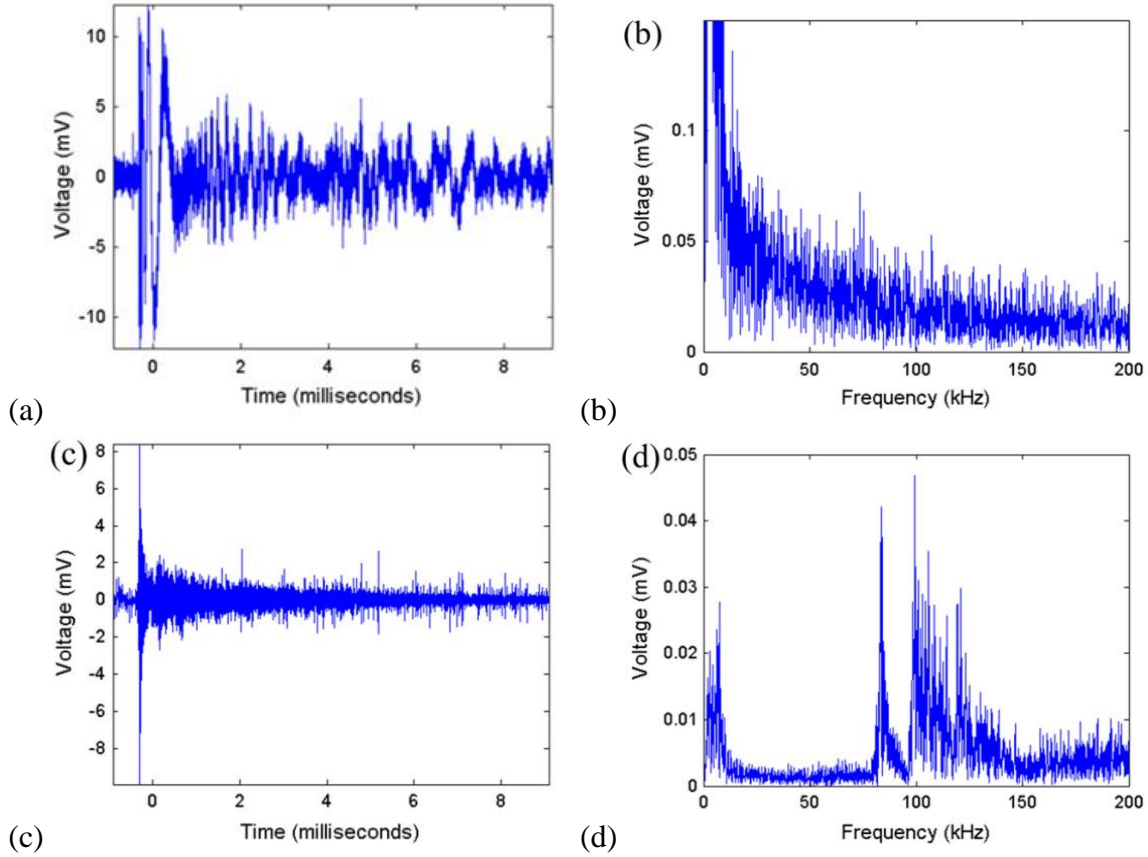 10
5
0
-5
-10
Voltage (mV)
0 2 4 6 8
Time (milliseconds)
(a)
(b)
0.1
0.05
0
Voltage (mV)
0 50 100 150 200
Frequency (kHz)
(b)
(c)
8
6
4
2
0
-2
-4
-6
-8
Voltage (mV)
0 2 4 6 8
Time (milliseconds)
(c)
(d)
0.05
0.04
0.03
0.02
0.01
0
Voltage (mV)
0 50 100 150 200
Frequency (kHz)
(d)